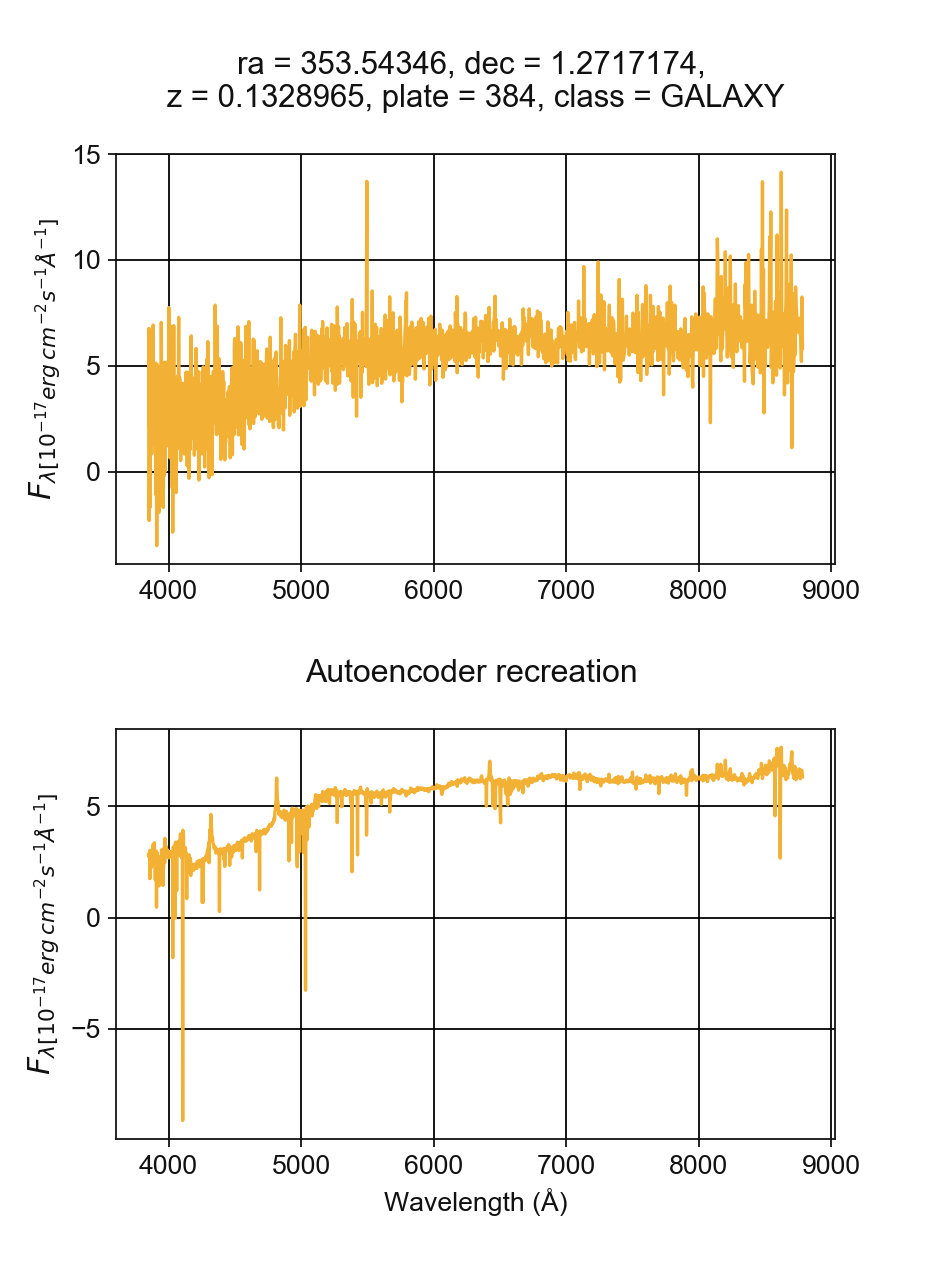 ra = 353.54346, dec = 1.2717174,
z = 0.1328965, plate = 384, class = GALAXY
15
10
5
0
F_λ[10⁻¹⁷erg cm⁻²s⁻¹Å⁻¹]
4000 5000 6000 7000 8000 9000
Autoencoder recreation
5
0
−5
F_λ[10⁻¹⁷erg cm⁻²s⁻¹Å⁻¹]
4000 5000 6000 7000 8000 9000
Wavelength (Å)